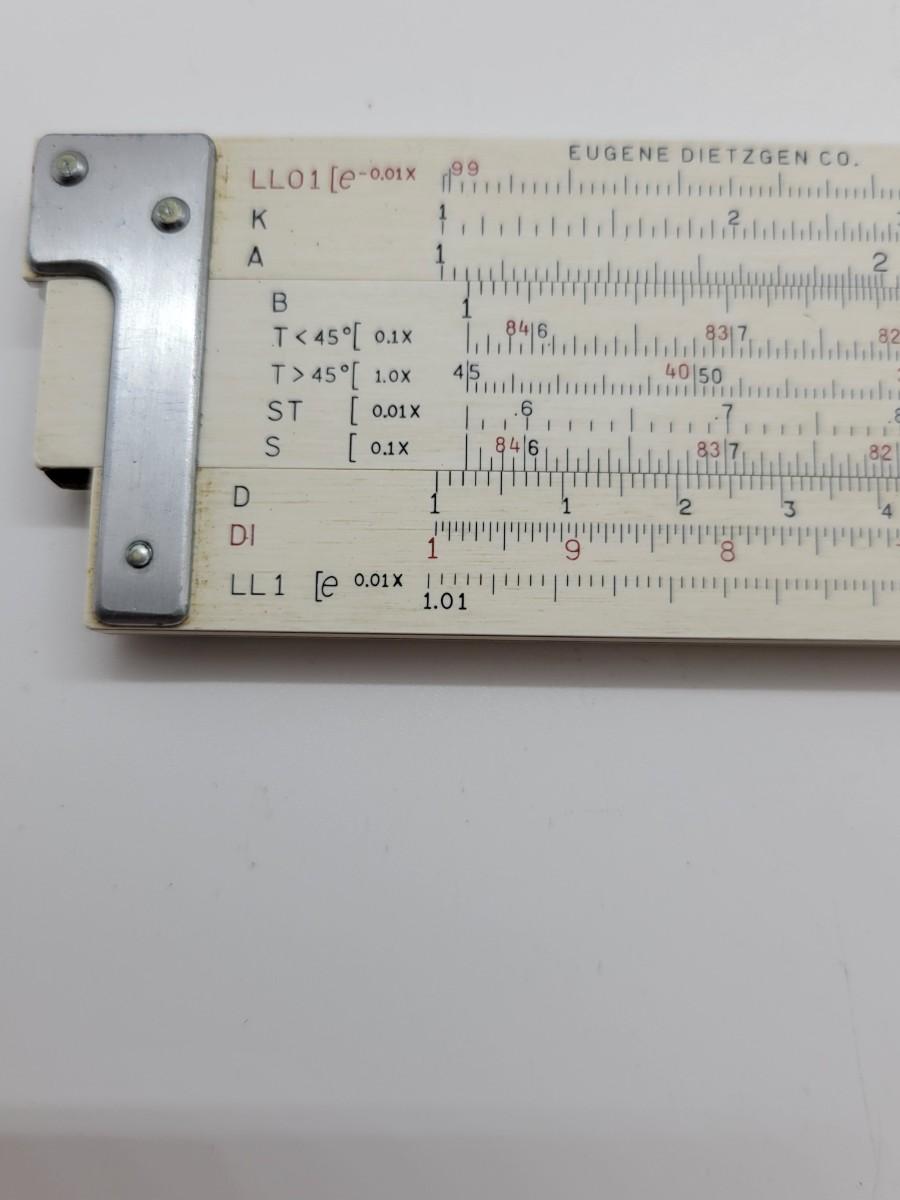 EUGENE DIETZGEN CO.
LL01 [e-0.01X 99
K 1 2
A 1 2
B 1
T < 45° [ 0.1X 84 6 83 7 82
T > 45° [ 1.0X 45 40 50
ST [ 0.01X .6 .7 .8
S [ 0.1X 84 6 83 7 82
D 1 1 2 3 4
DI 1 9 8
LL1 [e 0.01X
1.01